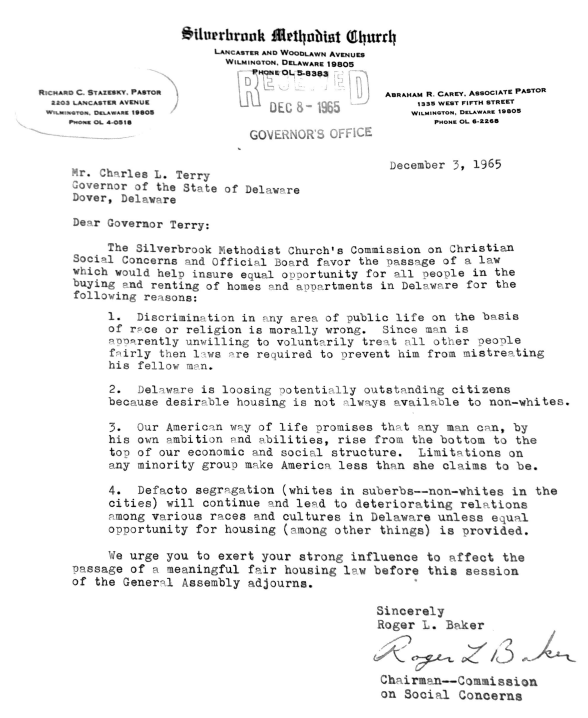 Silverbrook Methodist Church
LANCASTER AND WOODLAWN AVENUES
WILMINGTON, DELAWARE 19805
PHONE OL 5-8383
RECEIVED
DEC 8 - 1965
GOVERNOR'S OFFICE
RICHARD C. STAZESKY, PASTOR
2203 LANCASTER AVENUE
WILMINGTON, DELAWARE 19805
PHONE OL 4-0518
ABRAHAM R. CAREY, ASSOCIATE PASTOR
1335 WEST FIFTH STREET
WILMINGTON, DELAWARE 19805
PHONE OL 6-2268
December 3, 1965
Mr. Charles L. Terry
Governor of the State of Delaware
Dover, Delaware
Dear Governor Terry:
The Silverbrook Methodist Church's Commission on Christian
Social Concerns and Official Board favor the passage of a law
which would help insure equal opportunity for all people in the
buying and renting of homes and appartments in Delaware for the
following reasons:
1. Discrimination in any area of public life on the basis
of race or religion is morally wrong. Since man is
apparently unwilling to voluntarily treat all other people
fairly then laws are required to prevent him from mistreating
his fellow man.
2. Delaware is loosing potentially outstanding citizens
because desirable housing is not always available to non-whites.
3. Our American way of life promises that any man can, by
his own ambition and abilities, rise from the bottom to the
top of our economic and social structure. Limitations on
any minority group make America less than she claims to be.
4. Defacto segragation (whites in suburbs--non-whites in the
cities) will continue and lead to deteriorating relations
among various races and cultures in Delaware unless equal
opportunity for housing (among other things) is provided.
We urge you to exert your strong influence to affect the
passage of a meaningful fair housing law before this session
of the General Assembly adjourns.
Sincerely
Roger L. Baker
Roger L Baker
Chairman--Commission
on Social Concerns